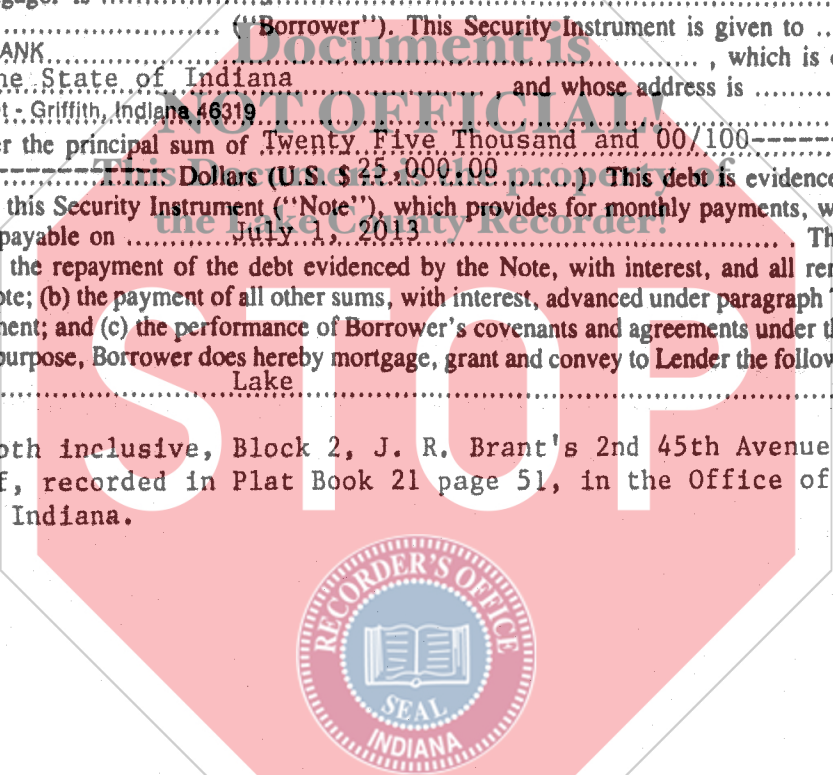 ("Borrower"). This Security Instrument is given to
ANK , which is
he State of Indiana , and whose address is
t - Griffith, Indiana 46319
r the principal sum of Twenty Five Thousand and 00/100--------
------------ Dollars (U.S. $ 25,000.00 ). This debt is evidence
this Security Instrument ("Note"), which provides for monthly payments, w
payable on July 1, 2013 . Th
the repayment of the debt evidenced by the Note, with interest, and all ren
ote; (b) the payment of all other sums, with interest, advanced under paragraph
ment; and (c) the performance of Borrower's covenants and agreements under th
purpose, Borrower does hereby mortgage, grant and convey to Lender the follow
Lake
oth inclusive, Block 2, J. R. Brant's 2nd 45th Avenue
f, recorded in Plat Book 21 page 51, in the Office of
Indiana.
Document is
NOT OFFICIAL!
This Document is the property of
the Lake County Recorder!
STOP
RECORDER'S OFFICE
SEAL
INDIANA